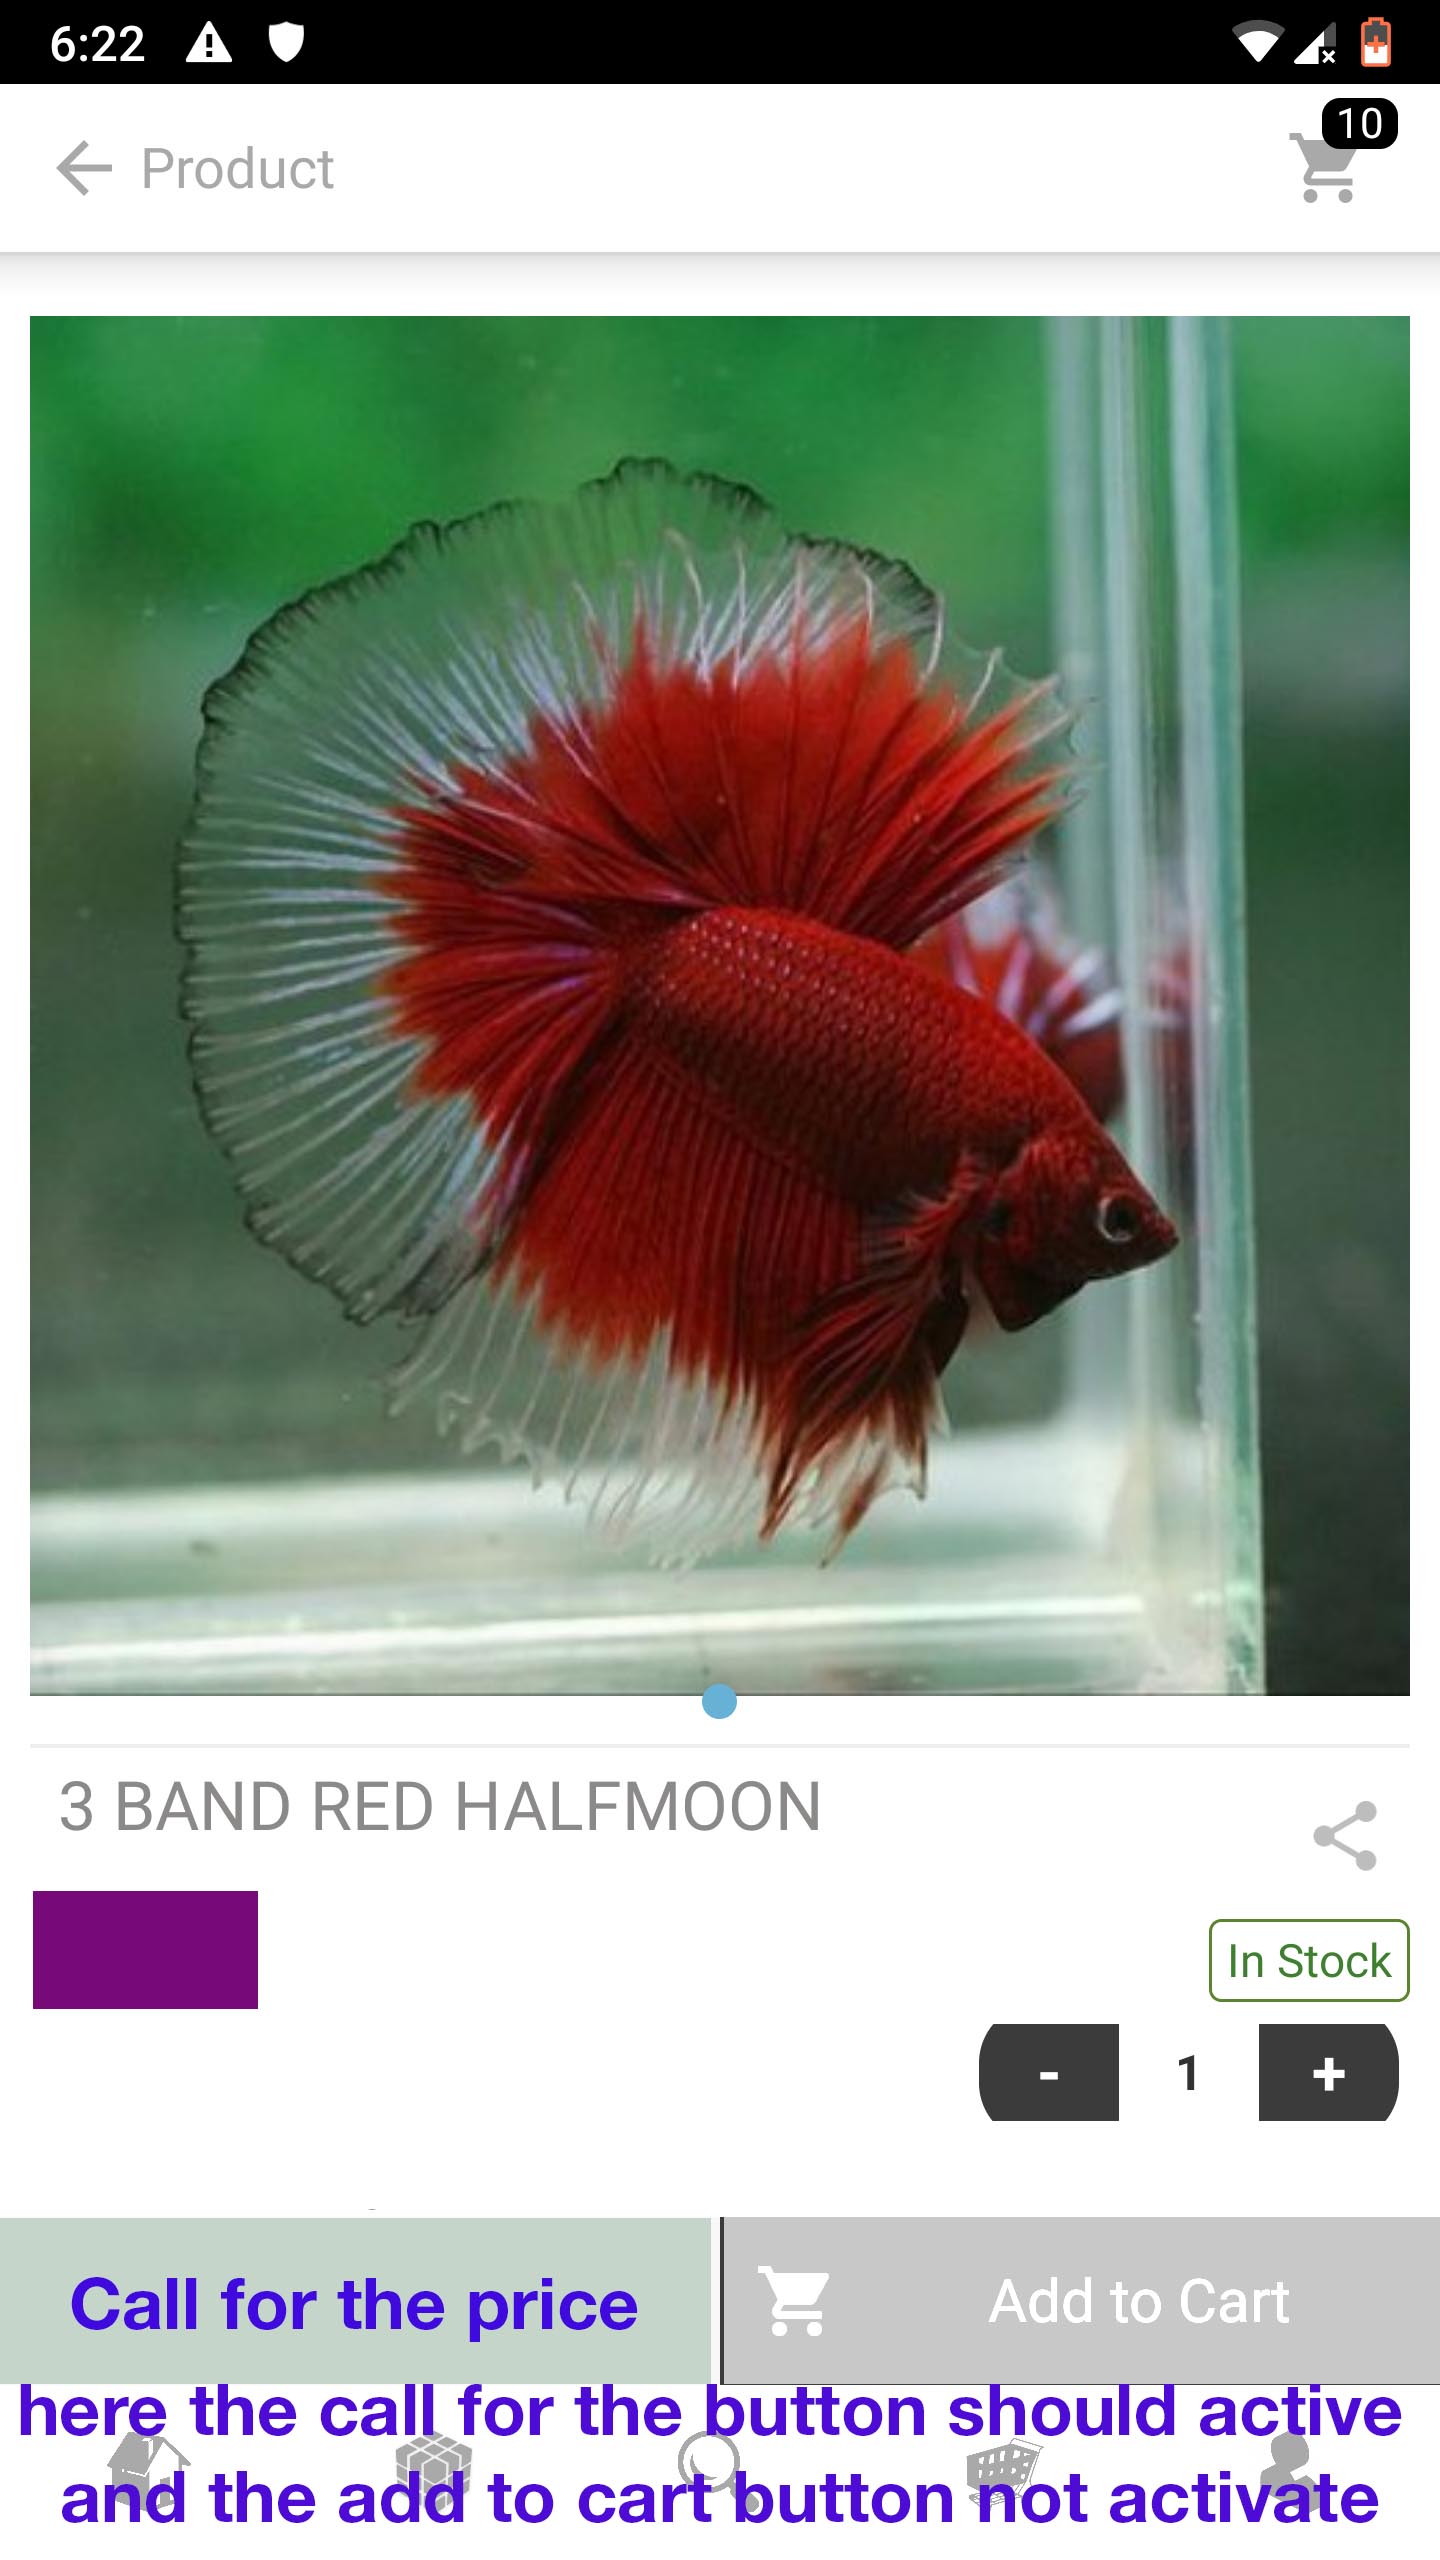 6:22
10
Product
3 BAND RED HALFMOON
In Stock
- 1 +
Call for the price
Add to Cart
here the call for the button should active
and the add to cart button not activate